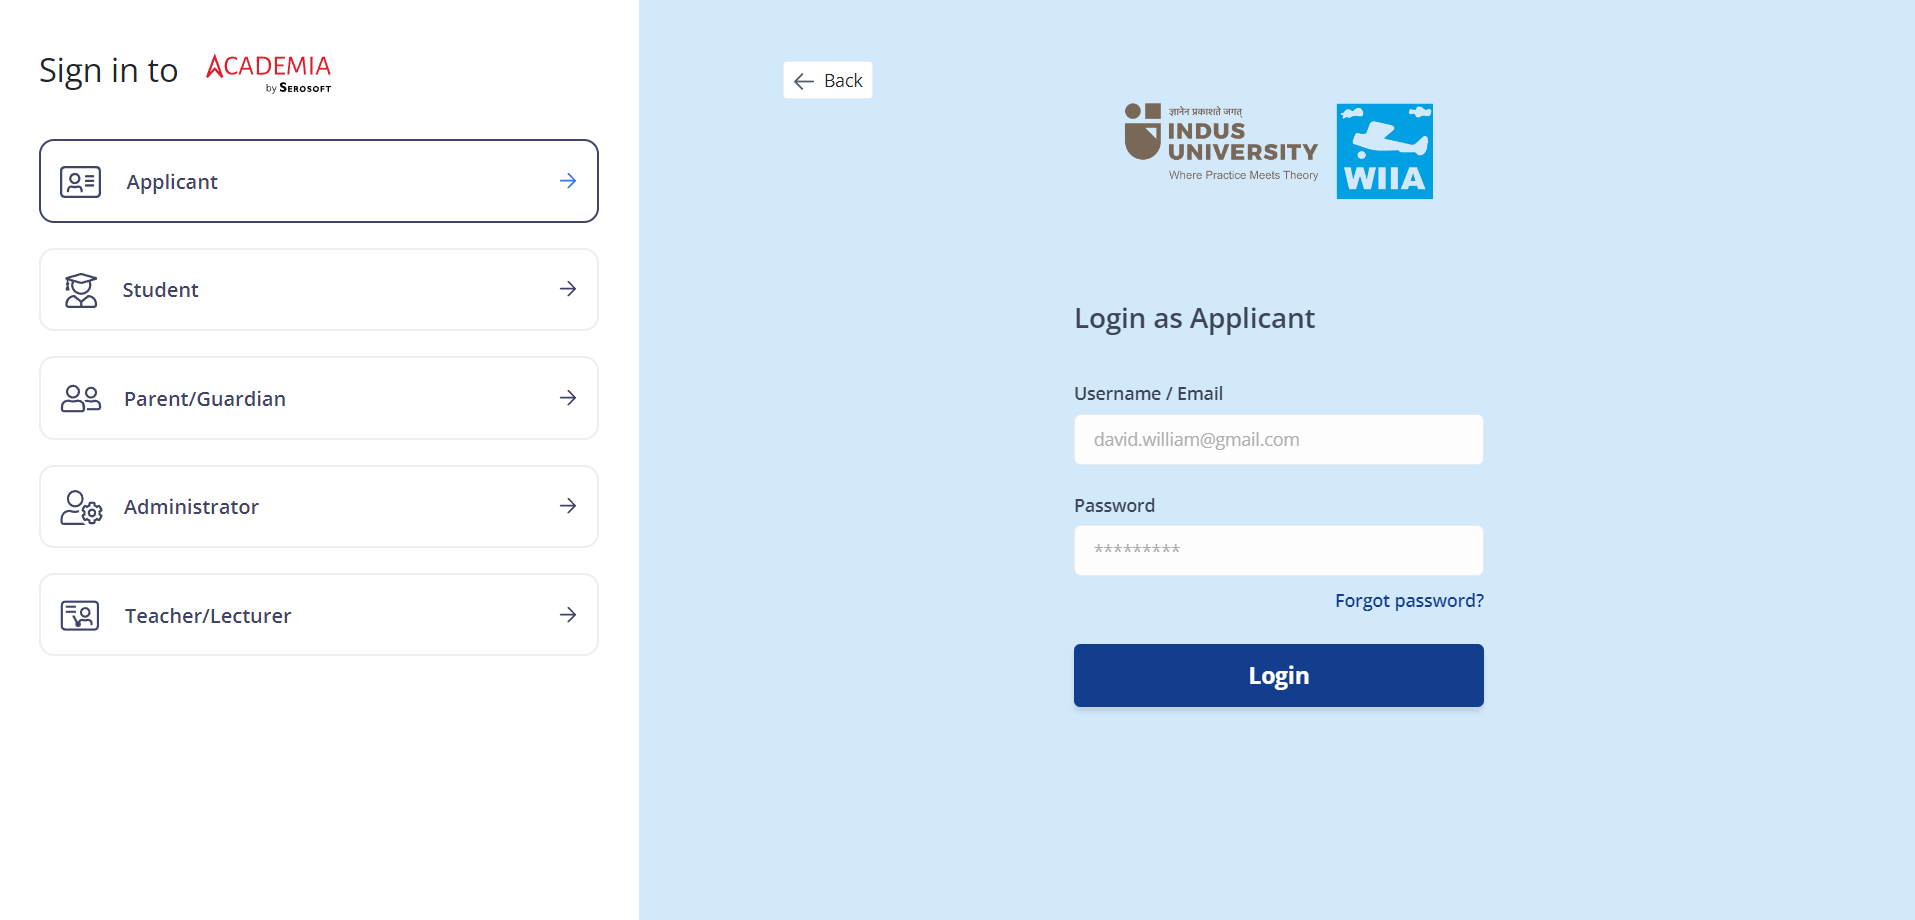 Sign in to
ACADEMIA
by SEROSOFT
Applicant
Student
Parent/Guardian
Administrator
Teacher/Lecturer
Back
ज्ञानेन प्रकाशते जगत्
INDUS
UNIVERSITY
Where Practice Meets Theory
WIIA
Login as Applicant
Username / Email
david.william@gmail.com
Password
*********
Forgot password?
Login